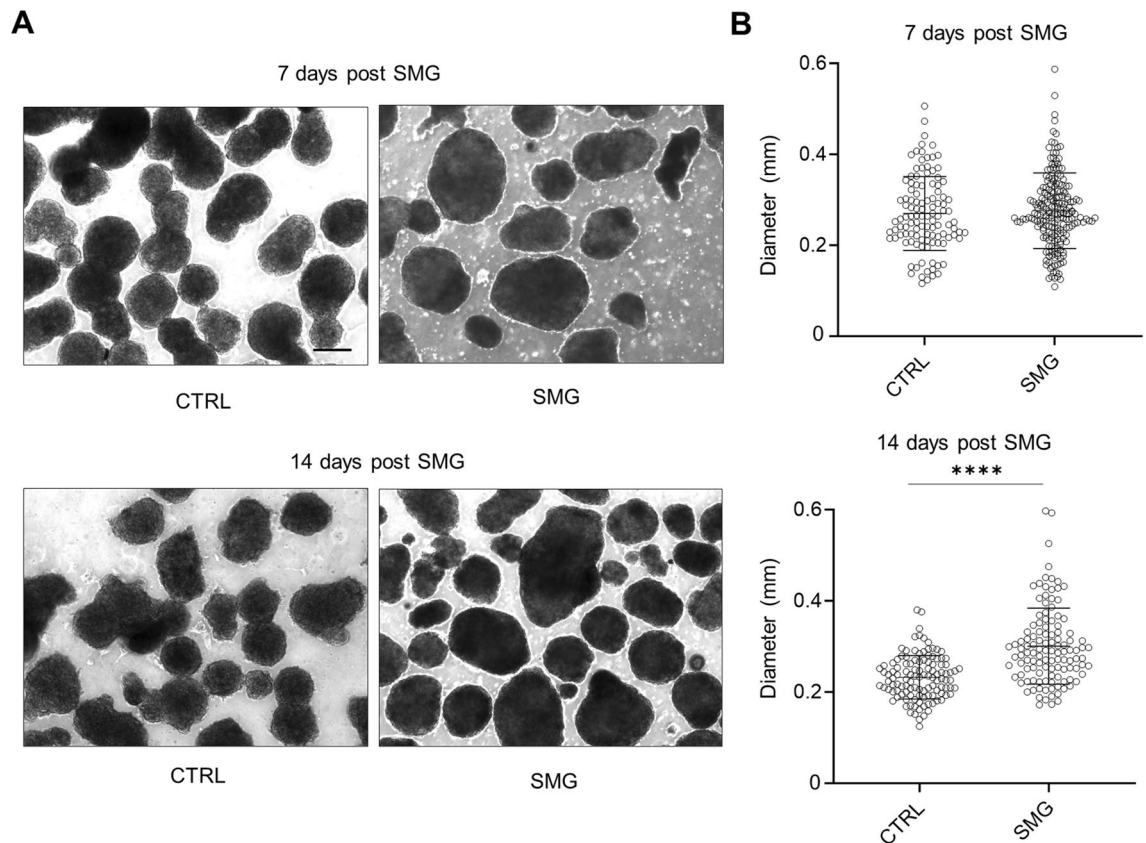 A
7 days post SMG
CTRL
SMG
14 days post SMG
CTRL
SMG
B
7 days post SMG
Diameter (mm)
0.6
0.4
0.2
0
CTRL
SMG
14 days post SMG
****
Diameter (mm)
0.6
0.4
0.2
0
CTRL
SMG